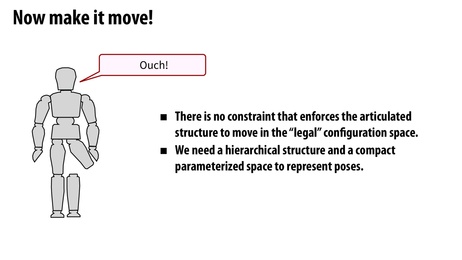 Now make it move!
Ouch!
■ There is no constraint that enforces the articulated
structure to move in the “legal” configuration space.
■ We need a hierarchical structure and a compact
parameterized space to represent poses.